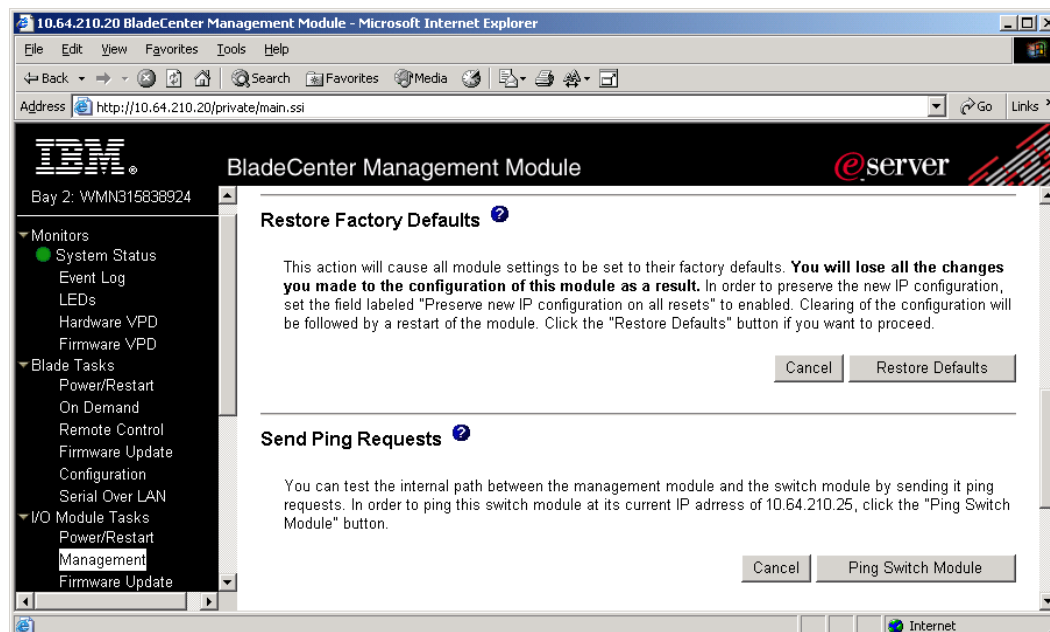 10.64.210.20 BladeCenter Management Module - Microsoft Internet Explorer
File Edit View Favorites Tools Help
Back Search Favorites Media
Address http://10.64.210.20/private/main.ssi Go Links
IBM® BladeCenter Management Module eserver
Bay 2: WMN315838924
Monitors
System Status
Event Log
LEDs
Hardware VPD
Firmware VPD
Blade Tasks
Power/Restart
On Demand
Remote Control
Firmware Update
Configuration
Serial Over LAN
I/O Module Tasks
Power/Restart
Management
Firmware Update
Restore Factory Defaults ?
This action will cause all module settings to be set to their factory defaults. You will lose all the changes
you made to the configuration of this module as a result. In order to preserve the new IP configuration,
set the field labeled "Preserve new IP configuration on all resets" to enabled. Clearing of the configuration will
be followed by a restart of the module. Click the "Restore Defaults" button if you want to proceed.
Cancel Restore Defaults
Send Ping Requests ?
You can test the internal path between the management module and the switch module by sending it ping
requests. In order to ping this switch module at its current IP adrress of 10.64.210.25, click the "Ping Switch
Module" button.
Cancel Ping Switch Module
Internet